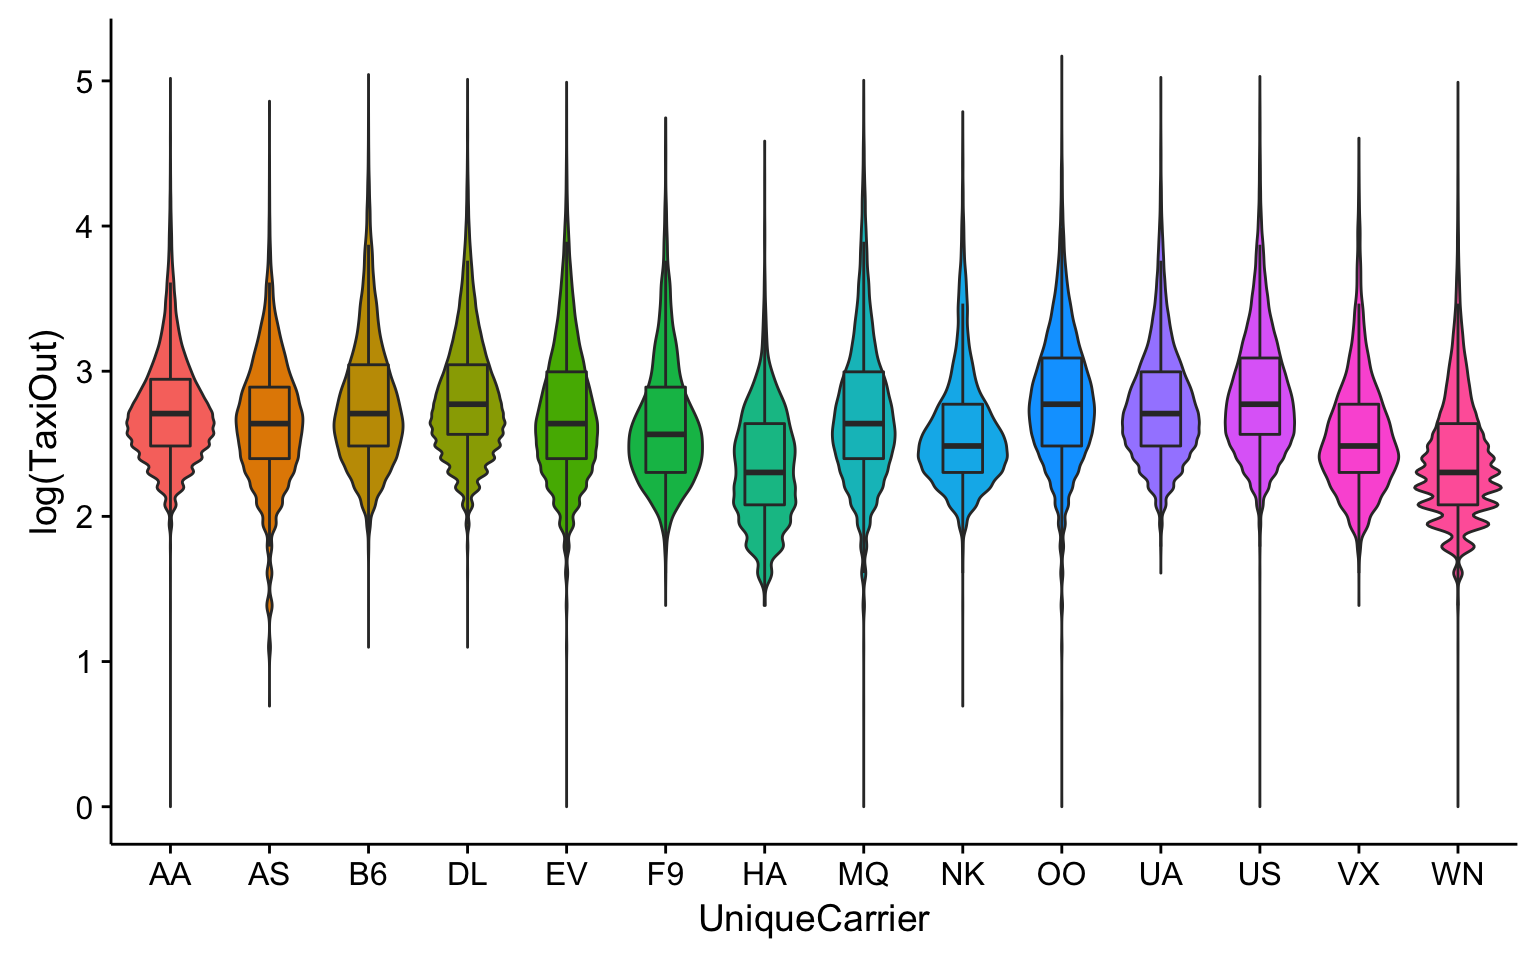 log(TaxiOut)
5
4
3
2
1
0
AA AS B6 DL EV F9 HA MQ NK OO UA US VX WN
UniqueCarrier